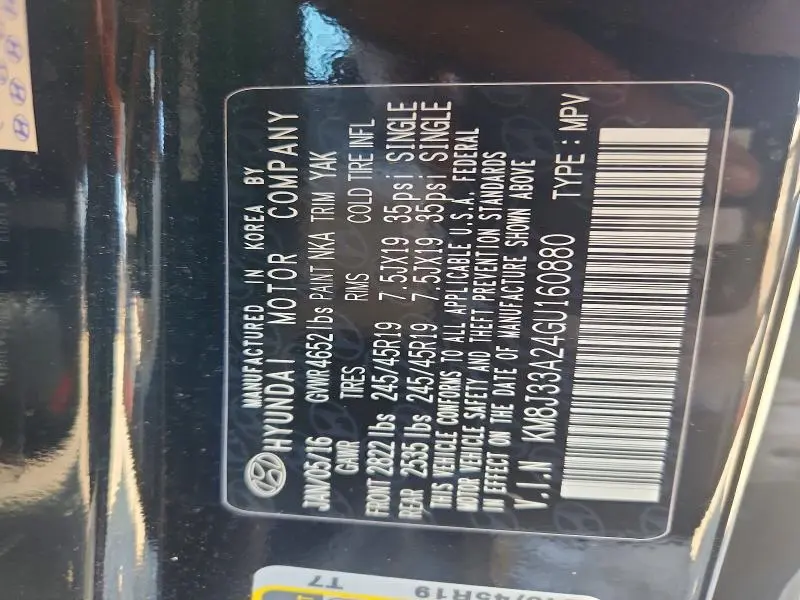 MANUFACTURED IN KOREA BY
HYUNDAI MOTOR COMPANY
JAN/05/16 GVWR 4652 lbs PAINT NKA TRIM YAK
GAWR TIRES RIMS COLD TIRE INFL
FRONT 2822 lbs 245/45R19 7.5JX19 35psi SINGLE
REAR 2535 lbs 245/45R19 7.5JX19 35psi SINGLE
THIS VEHICLE CONFORMS TO ALL APPLICABLE U.S.A. FEDERAL
MOTOR VEHICLE SAFETY AND THEFT PREVENTION STANDARDS
IN EFFECT ON THE DATE OF MANUFACTURE SHOWN ABOVE
V.I.N KM8J33A24GU160880 TYPE: MPV
T7